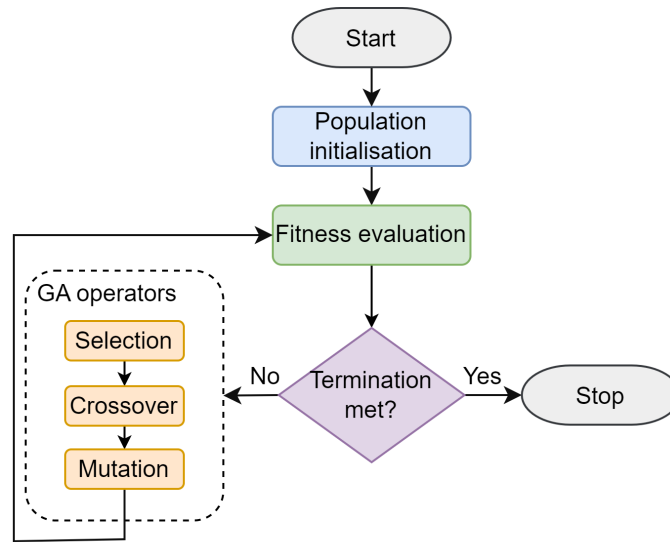 Start
Population
initialisation
Fitness evaluation
GA operators
Selection
Crossover
Mutation
No
Termination
met?
Yes
Stop